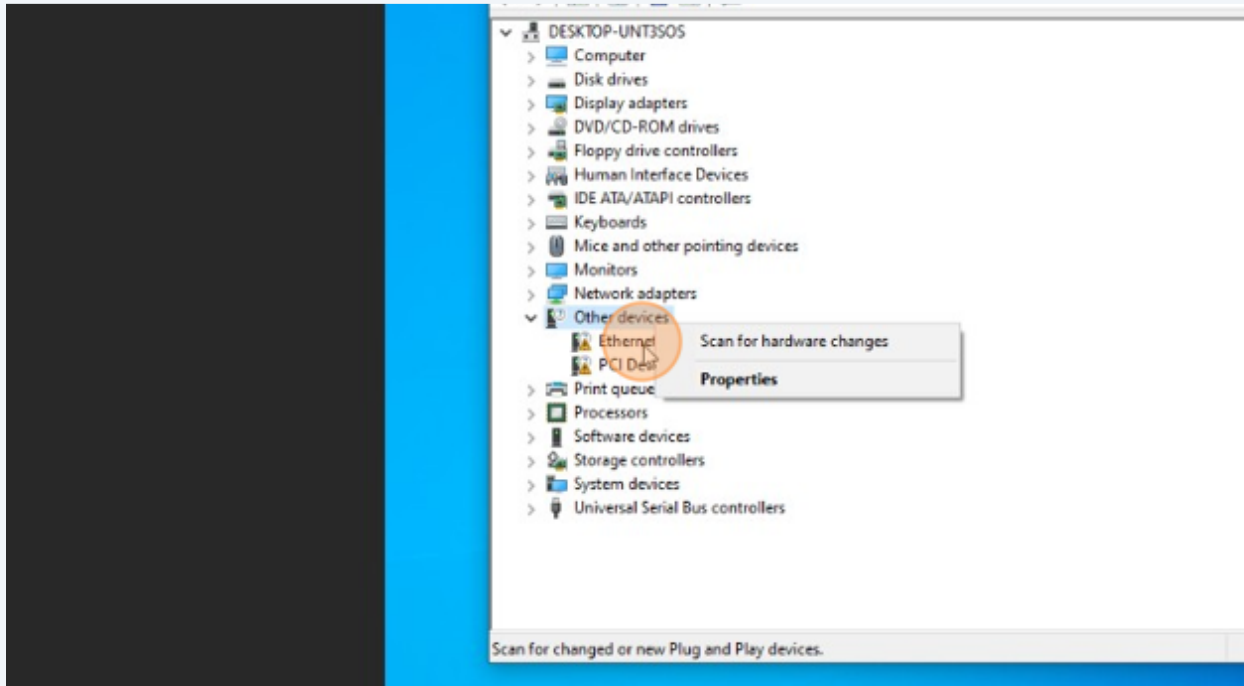 DESKTOP-UNT3SOS
Computer
Disk drives
Display adapters
DVD/CD-ROM drives
Floppy drive controllers
Human Interface Devices
IDE ATA/ATAPI controllers
Keyboards
Mice and other pointing devices
Monitors
Network adapters
Other devices
Ethernet
Scan for hardware changes
PCI
Properties
Print queue
Processors
Software devices
Storage controllers
System devices
Universal Serial Bus controllers
Scan for changed or new Plug and Play devices.